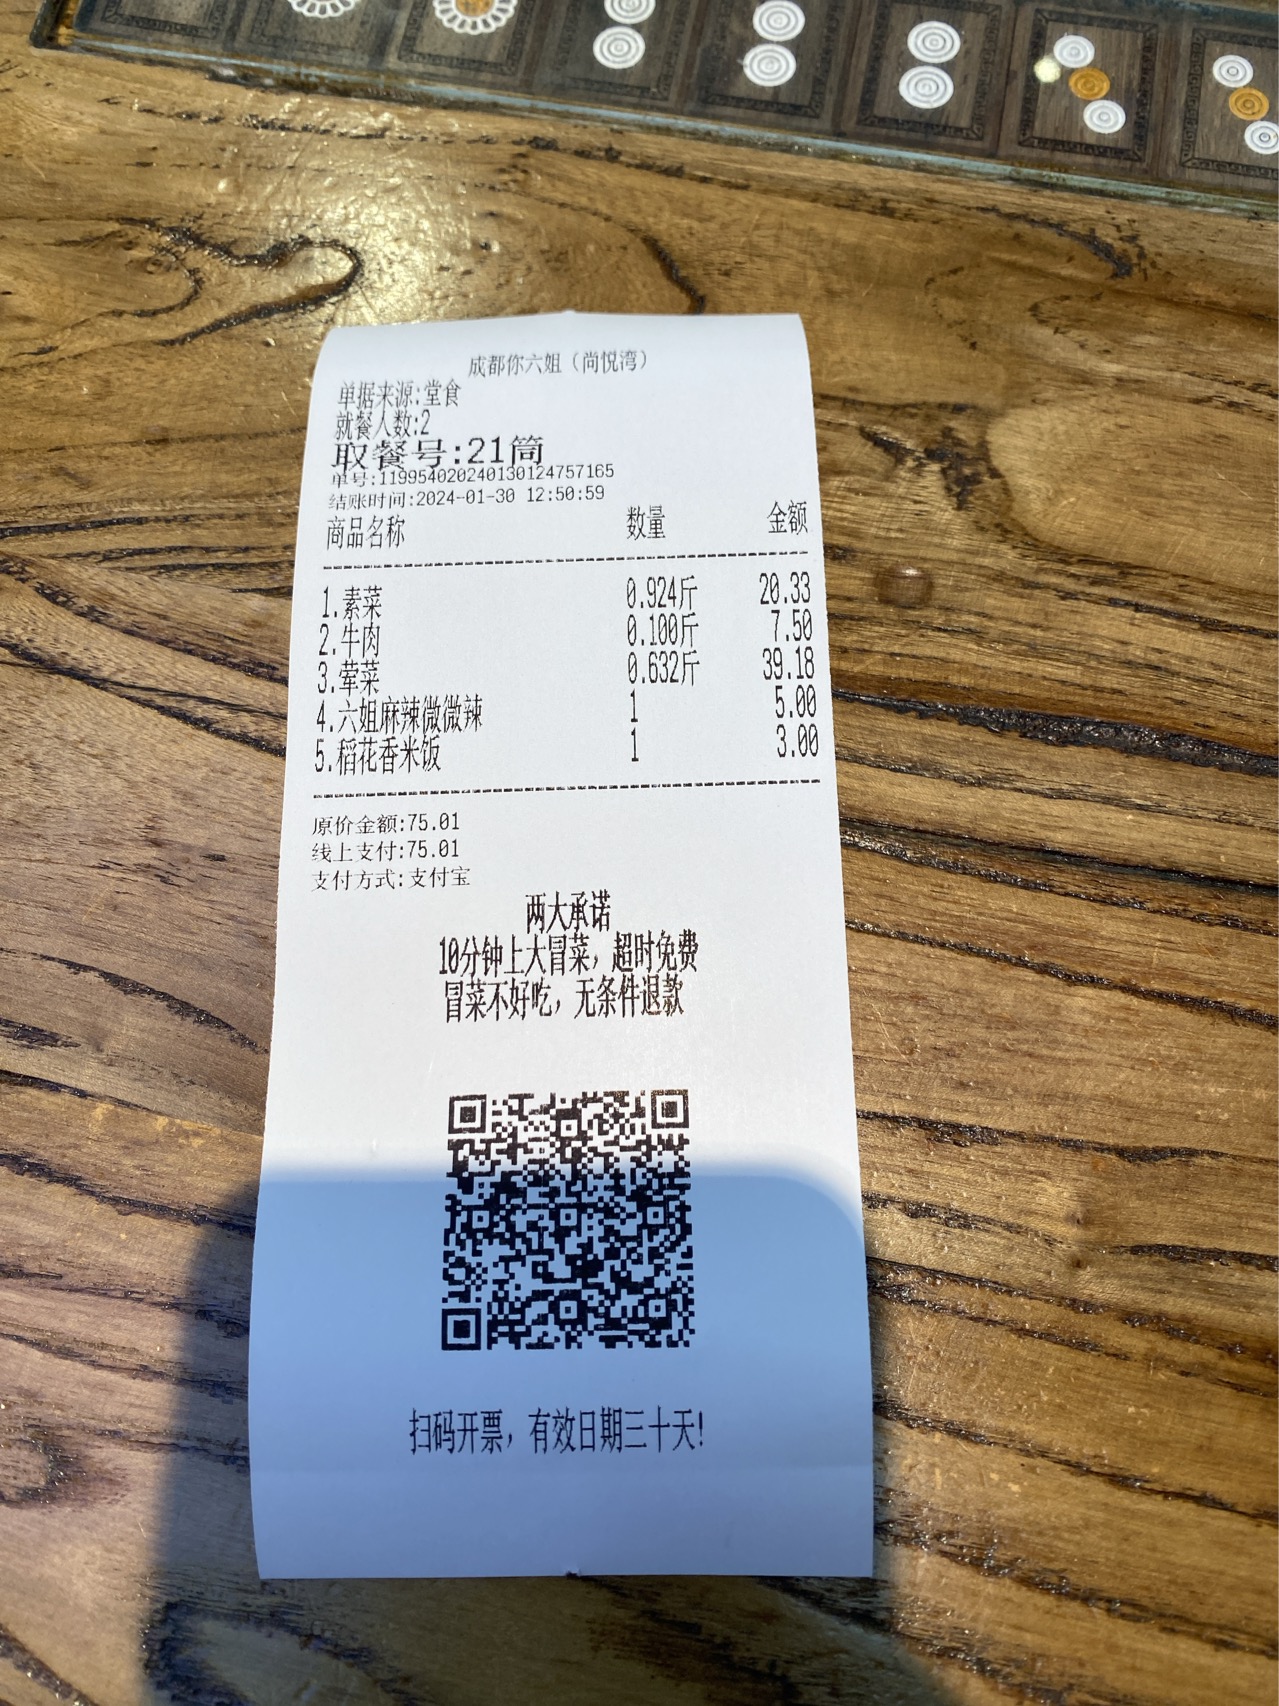 成都你六姐（尚悦湾）
单据来源:堂食
就餐人数:2
取餐号:21筒
单号:119954020240130124757165
结账时间:2024-01-30 12:50:59
商品名称 数量 金额
1.素菜 0.924斤 20.33
2.牛肉 0.100斤 7.50
3.荤菜 0.632斤 39.18
4.六姐麻辣微微辣 1 5.00
5.稻花香米饭 1 3.00
原价金额:75.01
线上支付:75.01
支付方式:支付宝
两大承诺
10分钟上大冒菜，超时免费
冒菜不好吃，无条件退款
扫码开票，有效日期三十天!